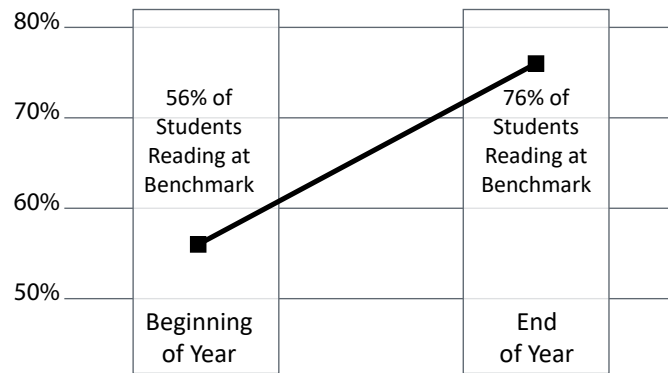 80%
70%
60%
50%
56% of
Students
Reading at
Benchmark
76% of
Students
Reading at
Benchmark
Beginning
of Year
End
of Year